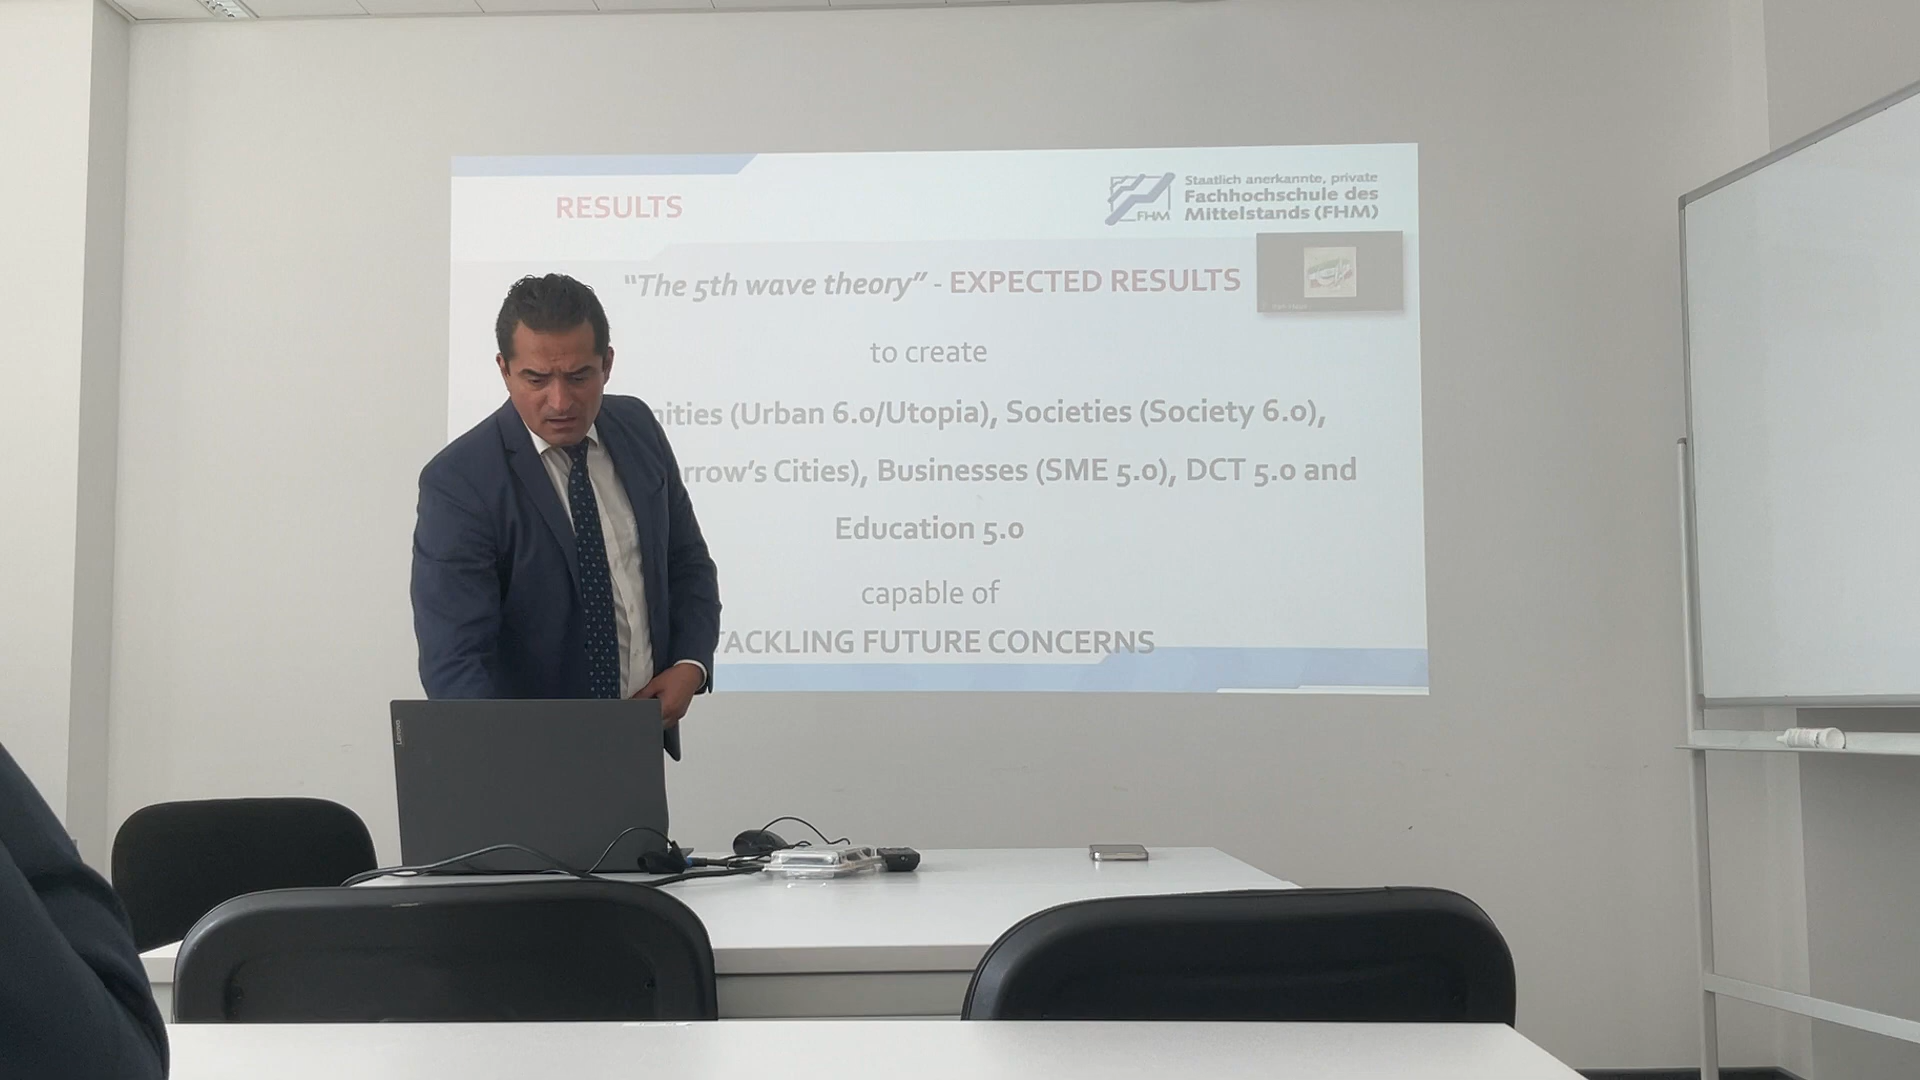 RESULTS
Staatlich anerkannte, private
Fachhochschule des
Mittelstands (FHM)
FHM
“The 5th wave theory” - EXPECTED RESULTS
to create
(Urban 6.0/Utopia), Societies (Society 6.0),
Cities), Businesses (SME 5.0), DCT 5.0 and
Education 5.0
capable of
TACKLING FUTURE CONCERNS
Lenovo